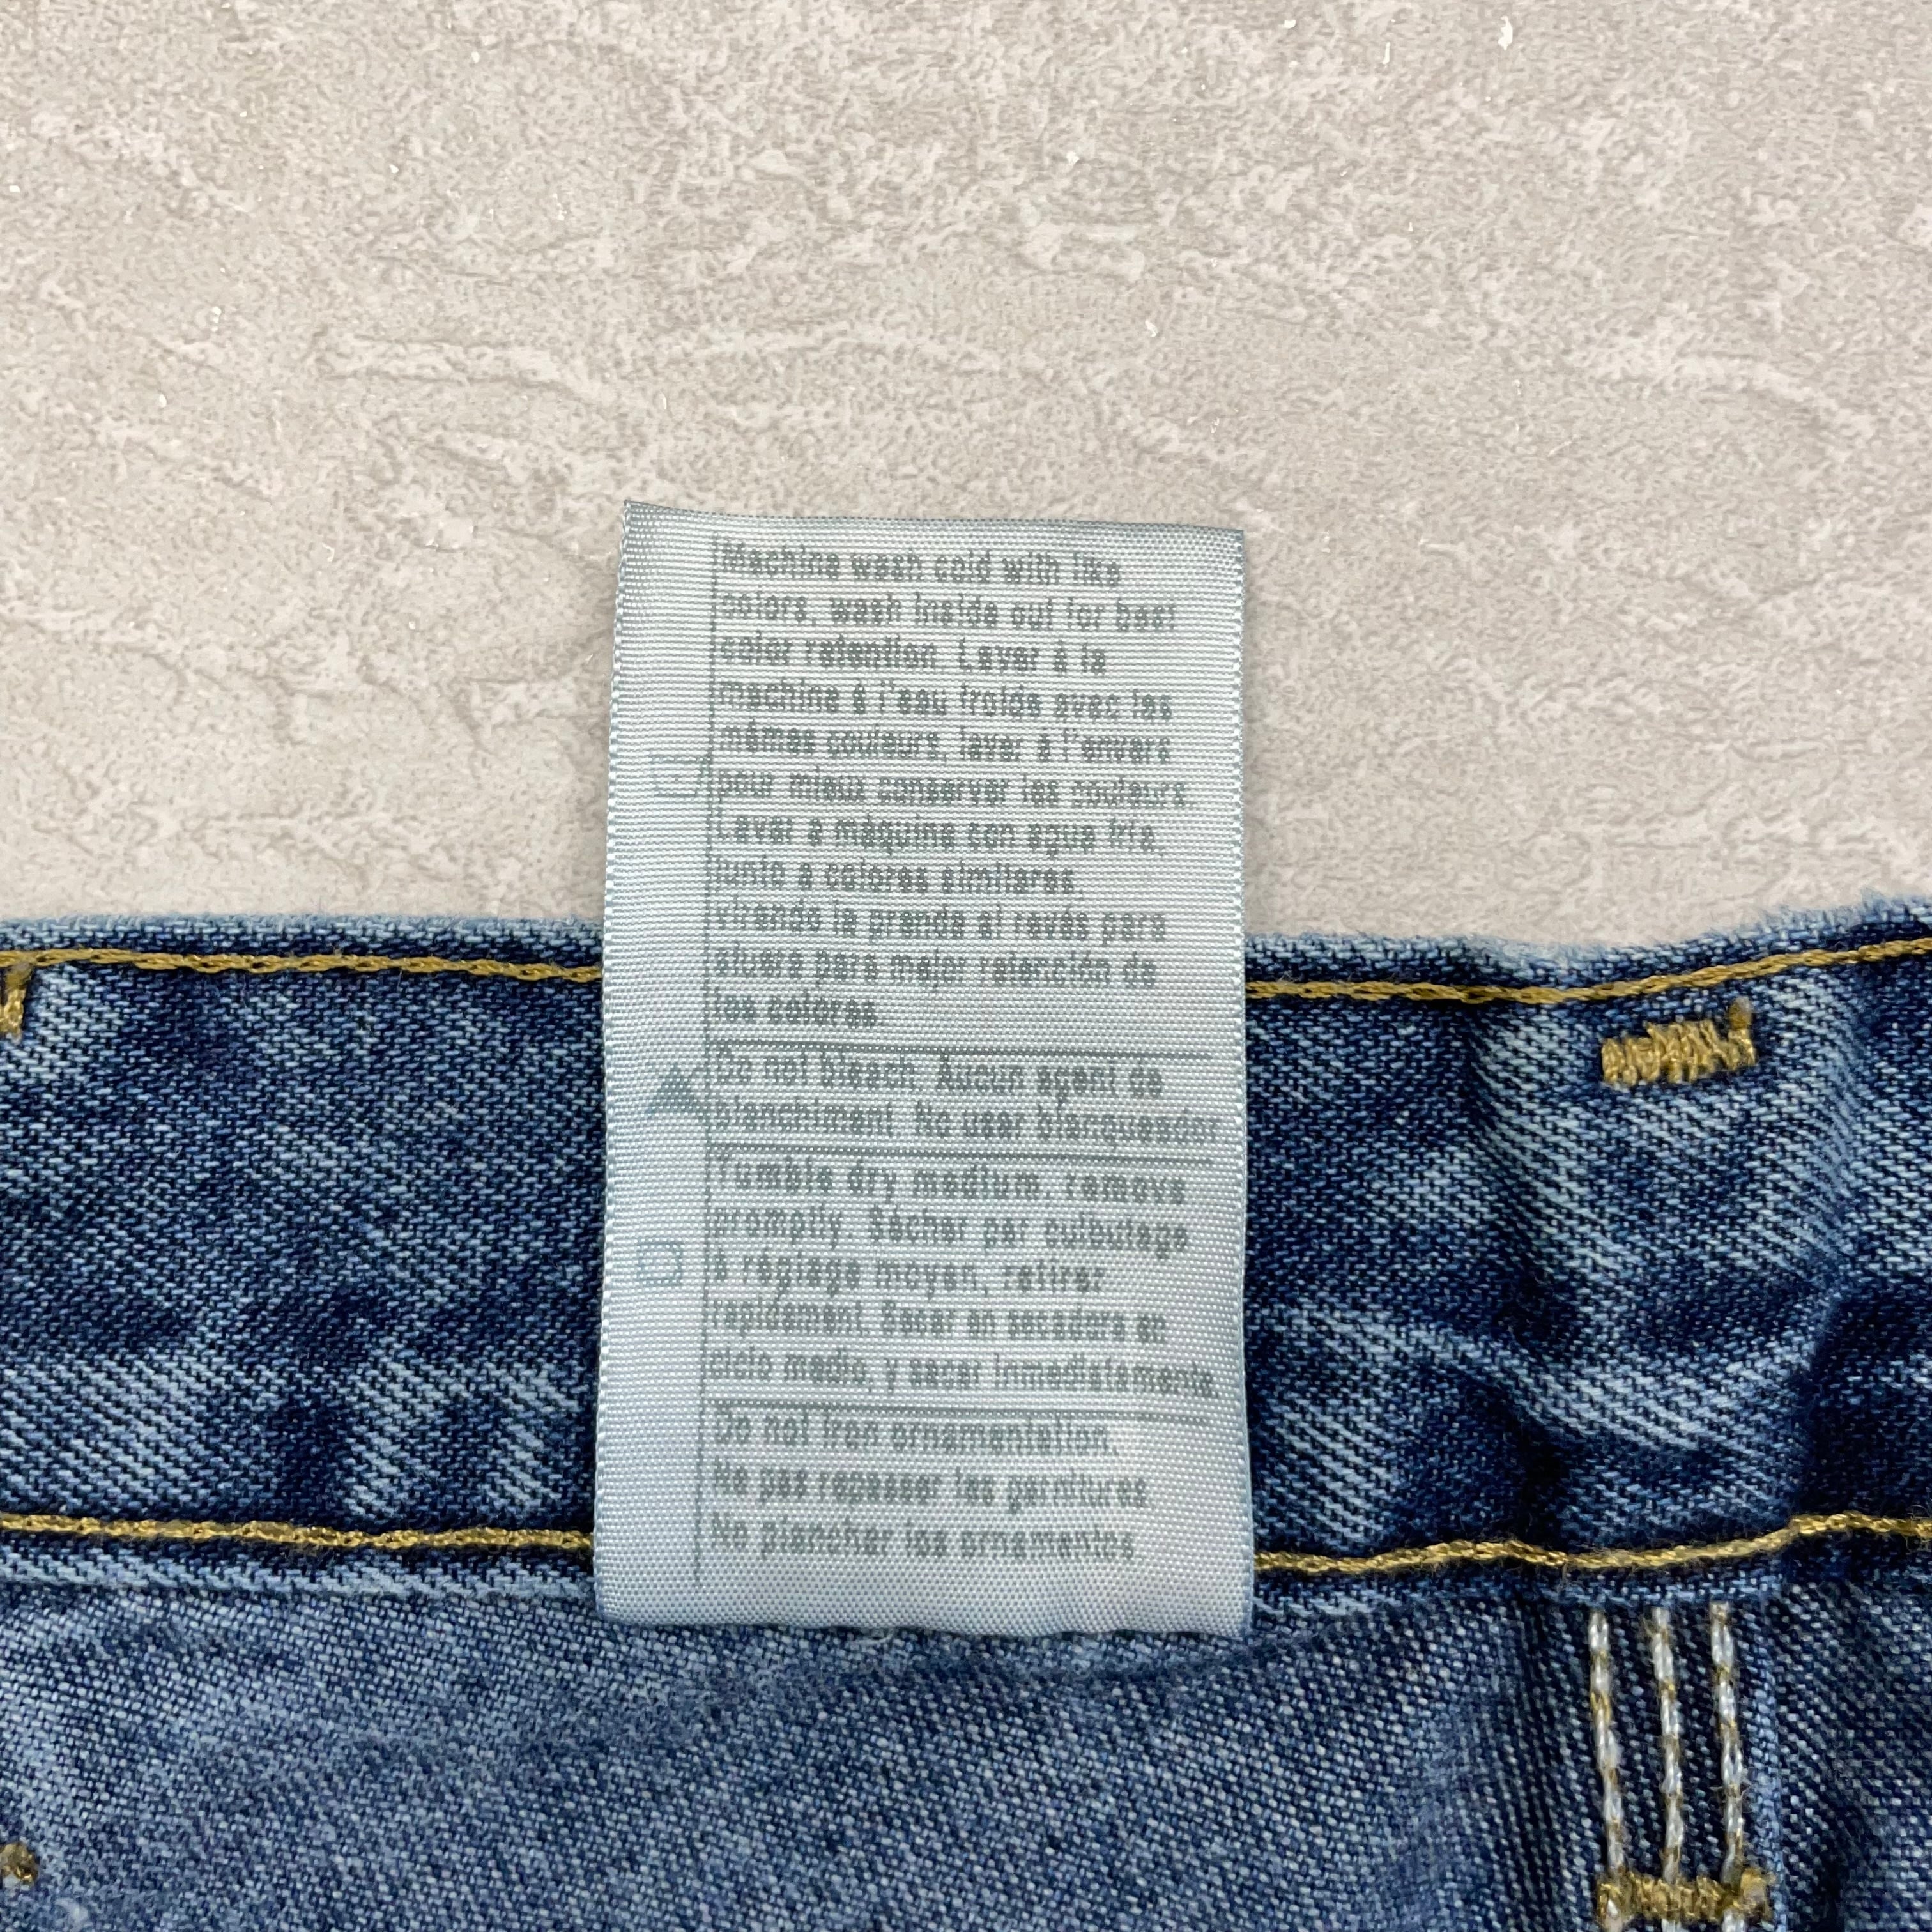 Machine wash cold with like
colors, wash inside out for best
color retention. Laver à la
machine à l'eau froide avec les
mêmes couleurs, laver à l'envers
pour mieux conserver les couleurs.
Lavar a máquina con agua fría,
junto a colores similares,
virando la prenda al revés para
afuera para mejor retención de
los colores.
Do not bleach. Aucun agent de
blanchiment. No usar blanqueador
Tumble dry medium, remove
promptly. Sécher par culbutage
à réglage moyen, retirer
rapidement. Secar en secadora en
ciclo medio, y sacar inmediatamente.
Do not iron ornamentation.
Ne pas repasser les garnitures
No planchar los ornamentos